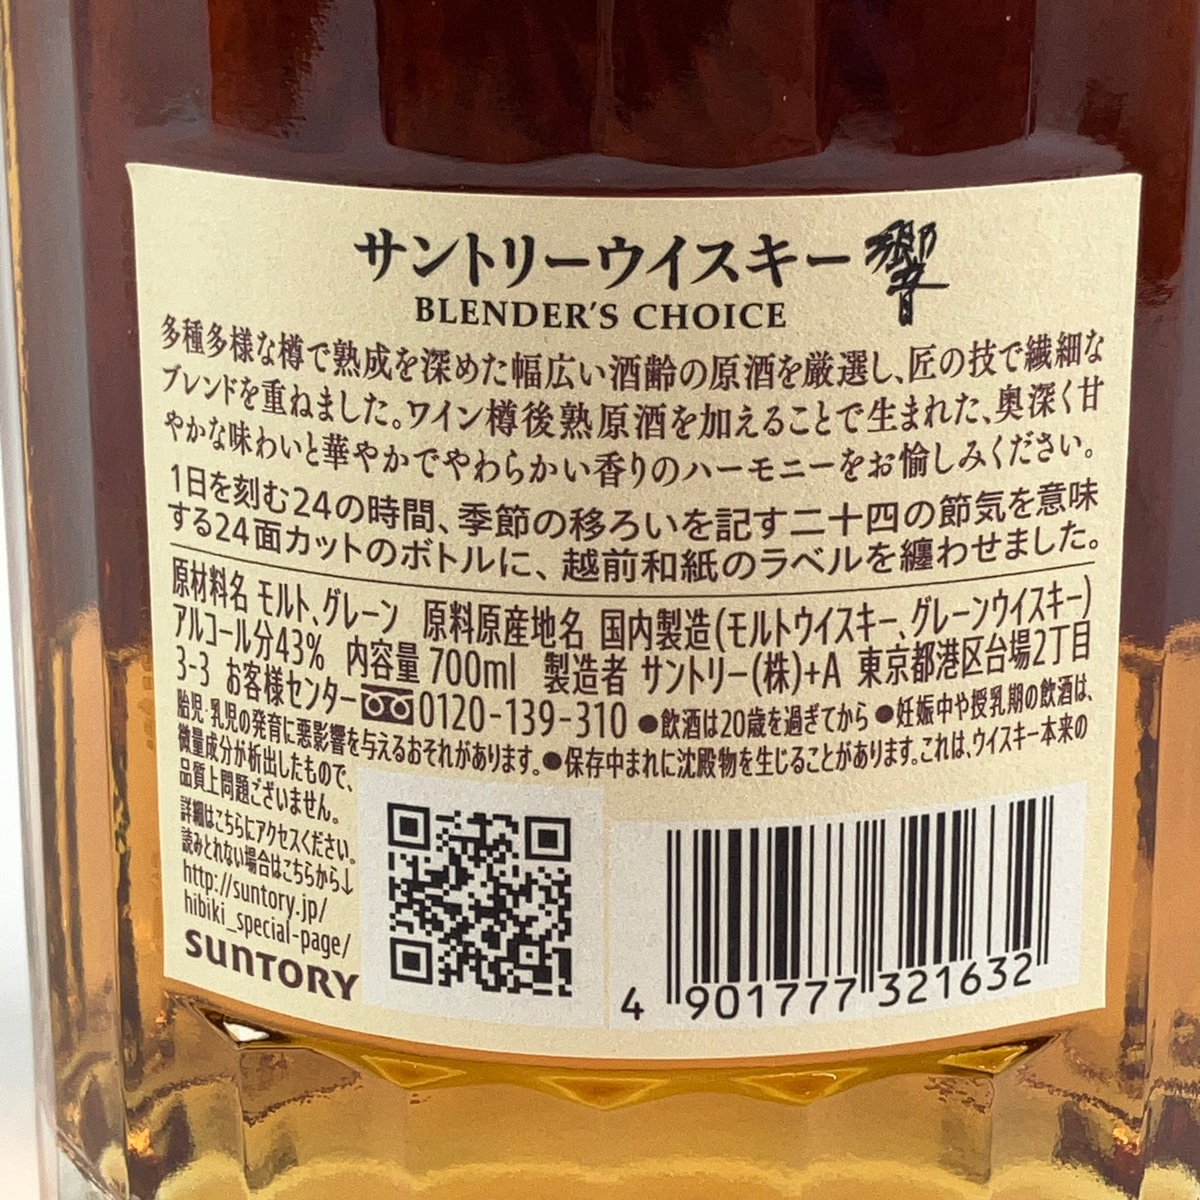 サントリーウイスキー 響
BLENDER'S CHOICE
多種多様な樽で熟成を深めた幅広い酒齢の原酒を厳選し、匠の技で繊細な
ブレンドを重ねました。ワイン樽後熟原酒を加えることで生まれた、奥深く甘
やかな味わいと華やかでやわらかい香りのハーモニーをお愉しみください。
1日を刻む24の時間、季節の移ろいを記す二十四の節気を意味
する24面カットのボトルに、越前和紙のラベルを纏わせました。
原材料名 モルト、グレーン 原料原産地名 国内製造(モルトウイスキー、グレーンウイスキー)
アルコール分43% 内容量 700ml 製造者 サントリー(株)+A 東京都港区台場2丁目
3-3 お客様センター 0120-139-310 ●飲酒は20歳を過ぎてから ●妊娠中や授乳期の飲酒は、
胎児・乳児の発育に悪影響を与えるおそれがあります。●保存中まれに沈殿物を生じることがあります。これは、ウイスキー本来の
微量成分が析出したもので、
品質上問題ございません。
詳細はこちらにアクセスください。
読みとれない場合はこちらから↓
http://suntory.jp/
hibiki_special-page/
SUNTORY
4 901777 321632